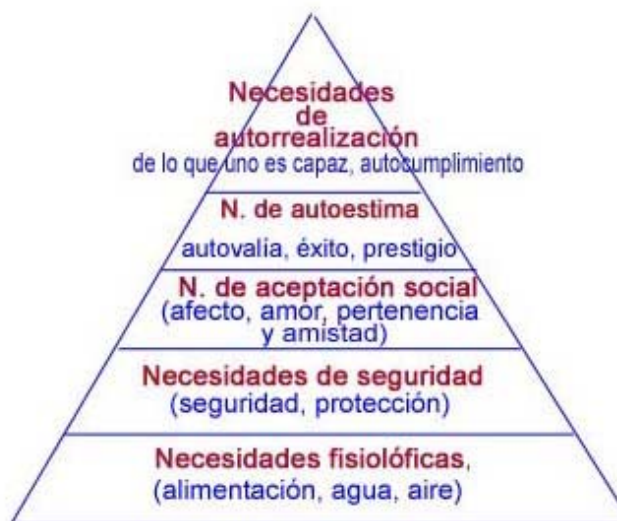 Necesidades
de
autorrealización
de lo que uno es capaz, autocumplimiento
N. de autoestima
autovalía, éxito, prestigio
N. de aceptación social
(afecto, amor, pertenencia
y amistad)
Necesidades de seguridad
(seguridad, protección)
Necesidades fisiolóficas,
(alimentación, agua, aire)